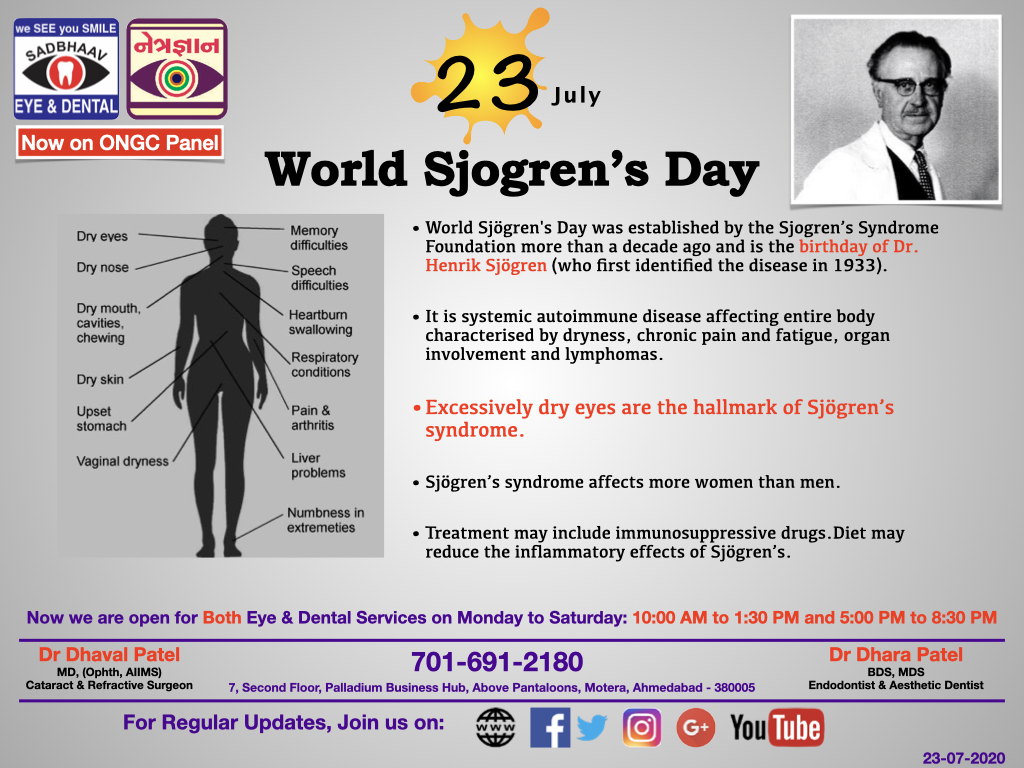 we SEE you SMILE
SADBHAAV
EYE & DENTAL
નેત્રજ્ઞાન
Now on ONGC Panel
23 July
World Sjogren’s Day
Dry eyes
Dry nose
Dry mouth,
cavities,
chewing
Dry skin
Upset
stomach
Vaginal dryness
Memory
difficulties
Speech
difficulties
Heartburn
swallowing
Respiratory
conditions
Pain &
arthritis
Liver
problems
Numbness in
extremeties
• World Sjögren's Day was established by the Sjogren’s Syndrome
Foundation more than a decade ago and is the birthday of Dr.
Henrik Sjögren (who first identified the disease in 1933).
• It is systemic autoimmune disease affecting entire body
characterised by dryness, chronic pain and fatigue, organ
involvement and lymphomas.
• Excessively dry eyes are the hallmark of Sjögren’s
syndrome.
• Sjögren’s syndrome affects more women than men.
• Treatment may include immunosuppressive drugs.Diet may
reduce the inflammatory effects of Sjögren’s.
Now we are open for Both Eye & Dental Services on Monday to Saturday: 10:00 AM to 1:30 PM and 5:00 PM to 8:30 PM
Dr Dhaval Patel
MD, (Ophth, AIIMS)
Cataract & Refractive Surgeon
701-691-2180
7, Second Floor, Palladium Business Hub, Above Pantaloons, Motera, Ahmedabad - 380005
Dr Dhara Patel
BDS, MDS
Endodontist & Aesthetic Dentist
For Regular Updates, Join us on:
www
f
G+
YouTube
23-07-2020